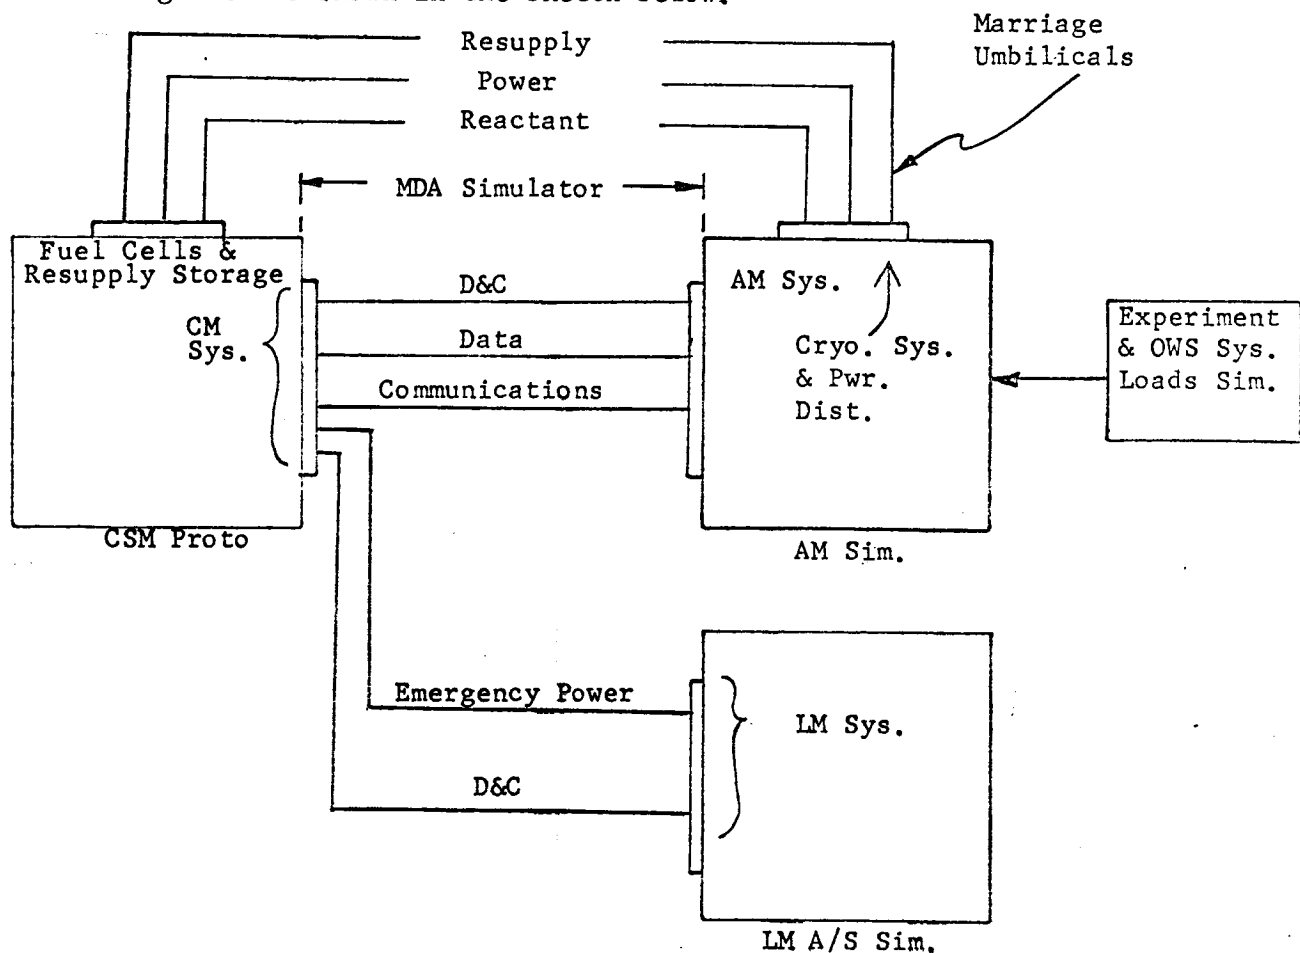 Resupply
Power
Reactant
Marriage
Umbilicals
MDA Simulator
Fuel Cells &
Resupply Storage
CM
Sys.
D&C
Data
Communications
AM Sys.
Cryo. Sys.
& Pwr.
Dist.
Experiment
& OWS Sys.
Loads Sim.
CSM Proto
AM Sim.
Emergency Power
D&C
LM Sys.
LM A/S Sim.